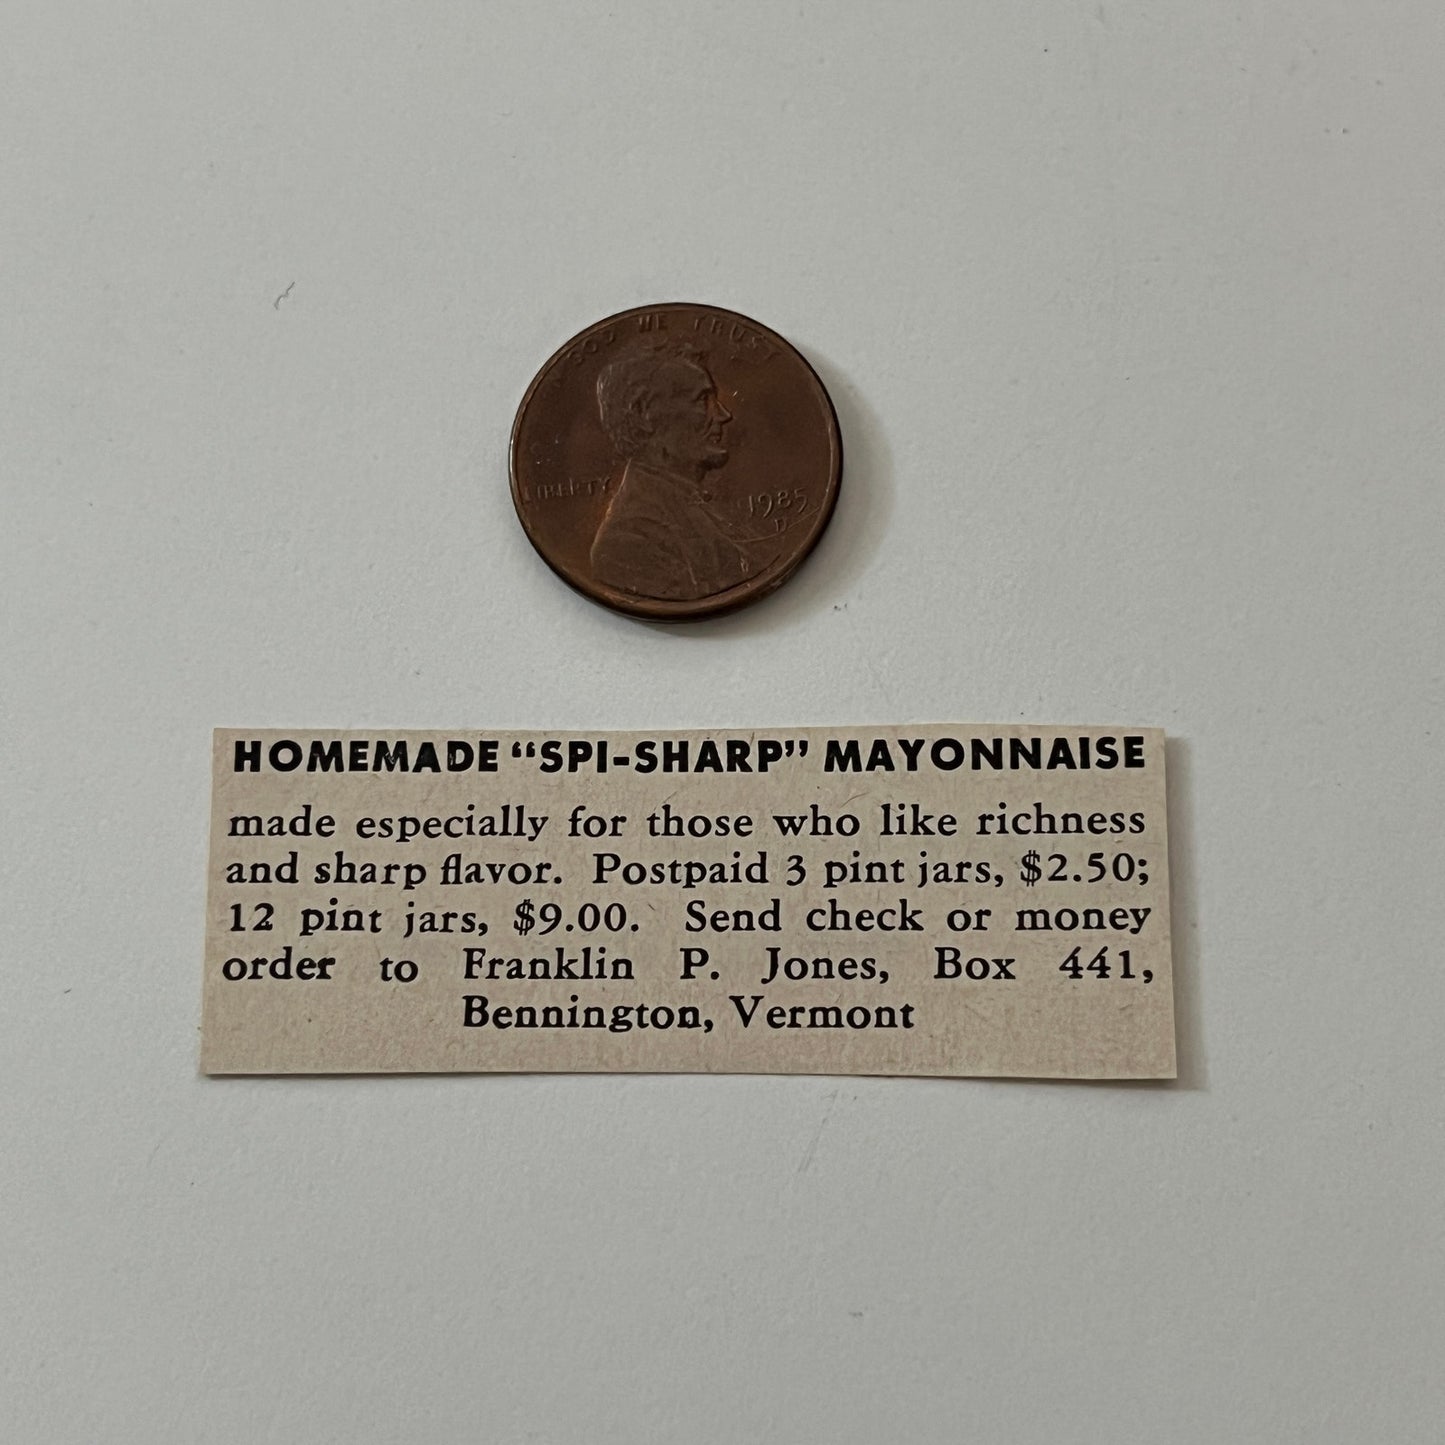 IN GOD WE TRUST
LIBERTY
1985
D
HOMEMADE “SPI-SHARP” MAYONNAISE
made especially for those who like richness
and sharp flavor. Postpaid 3 pint jars, $2.50;
12 pint jars, $9.00. Send check or money
order to Franklin P. Jones, Box 441,
Bennington, Vermont